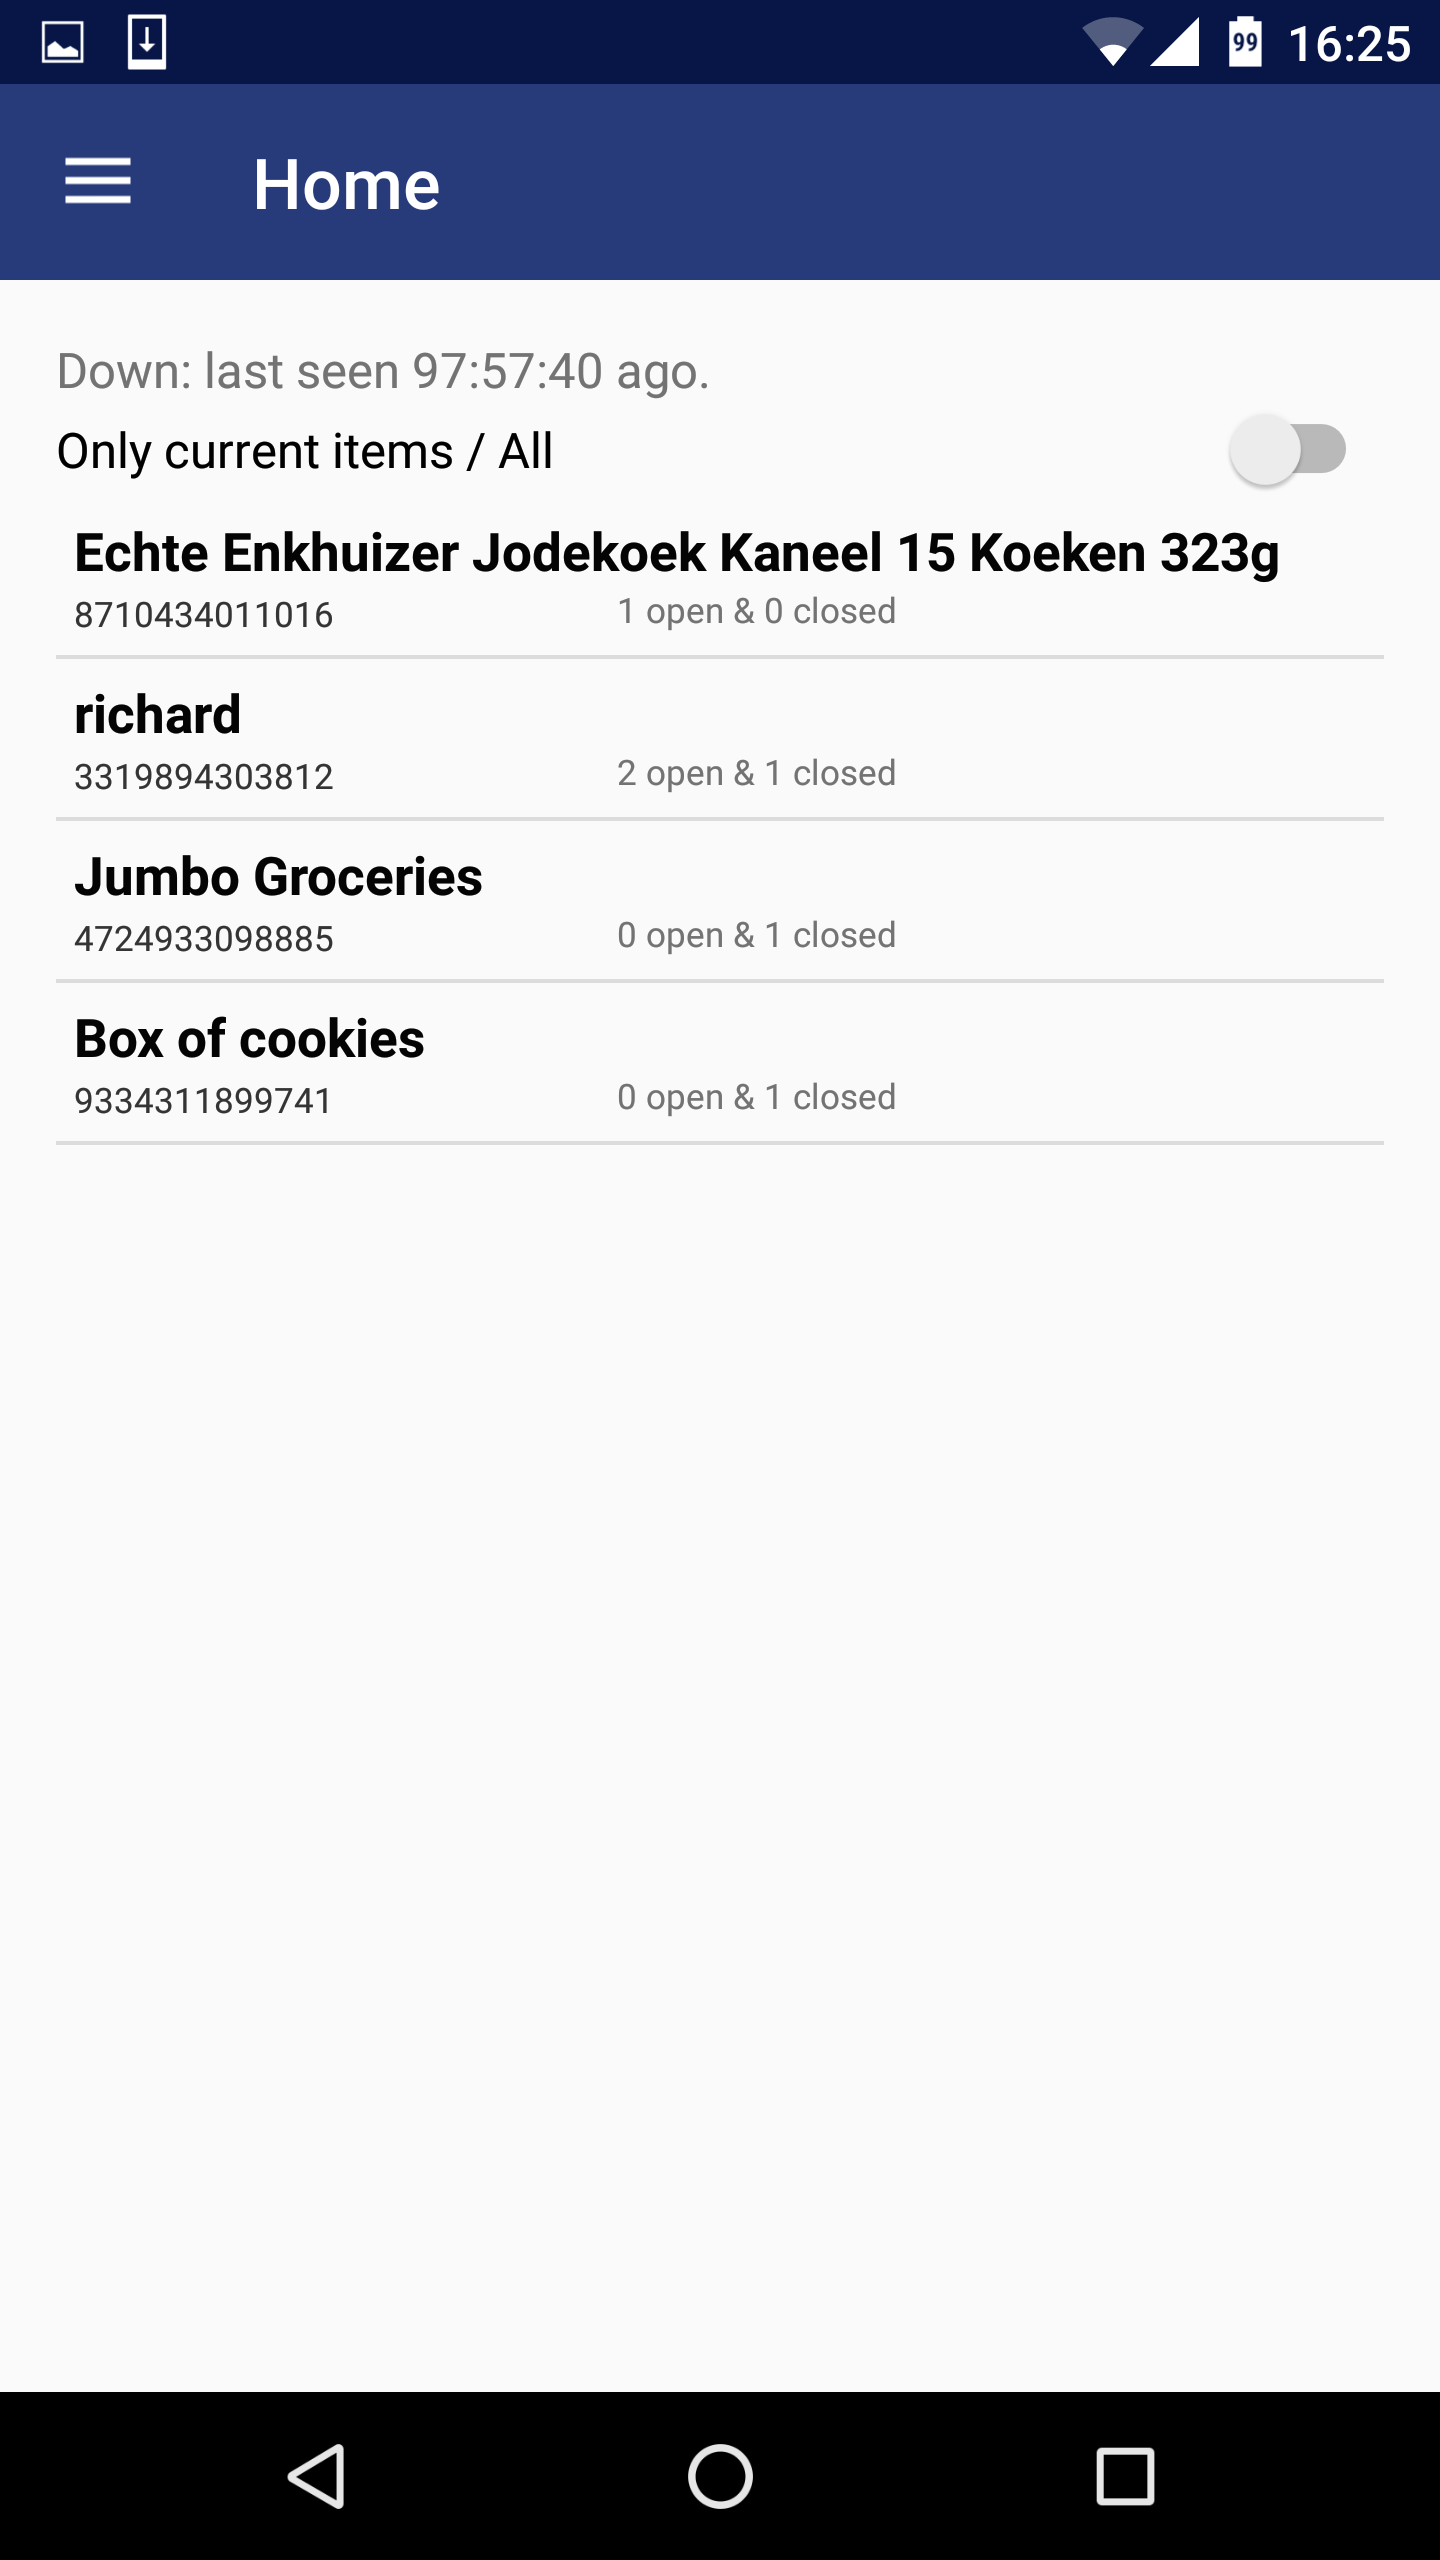 99 16:25
Home
Down: last seen 97:57:40 ago.
Only current items / All
Echte Enkhuizer Jodekoek Kaneel 15 Koeken 323g
8710434011016 1 open & 0 closed
richard
3319894303812 2 open & 1 closed
Jumbo Groceries
4724933098885 0 open & 1 closed
Box of cookies
9334311899741 0 open & 1 closed